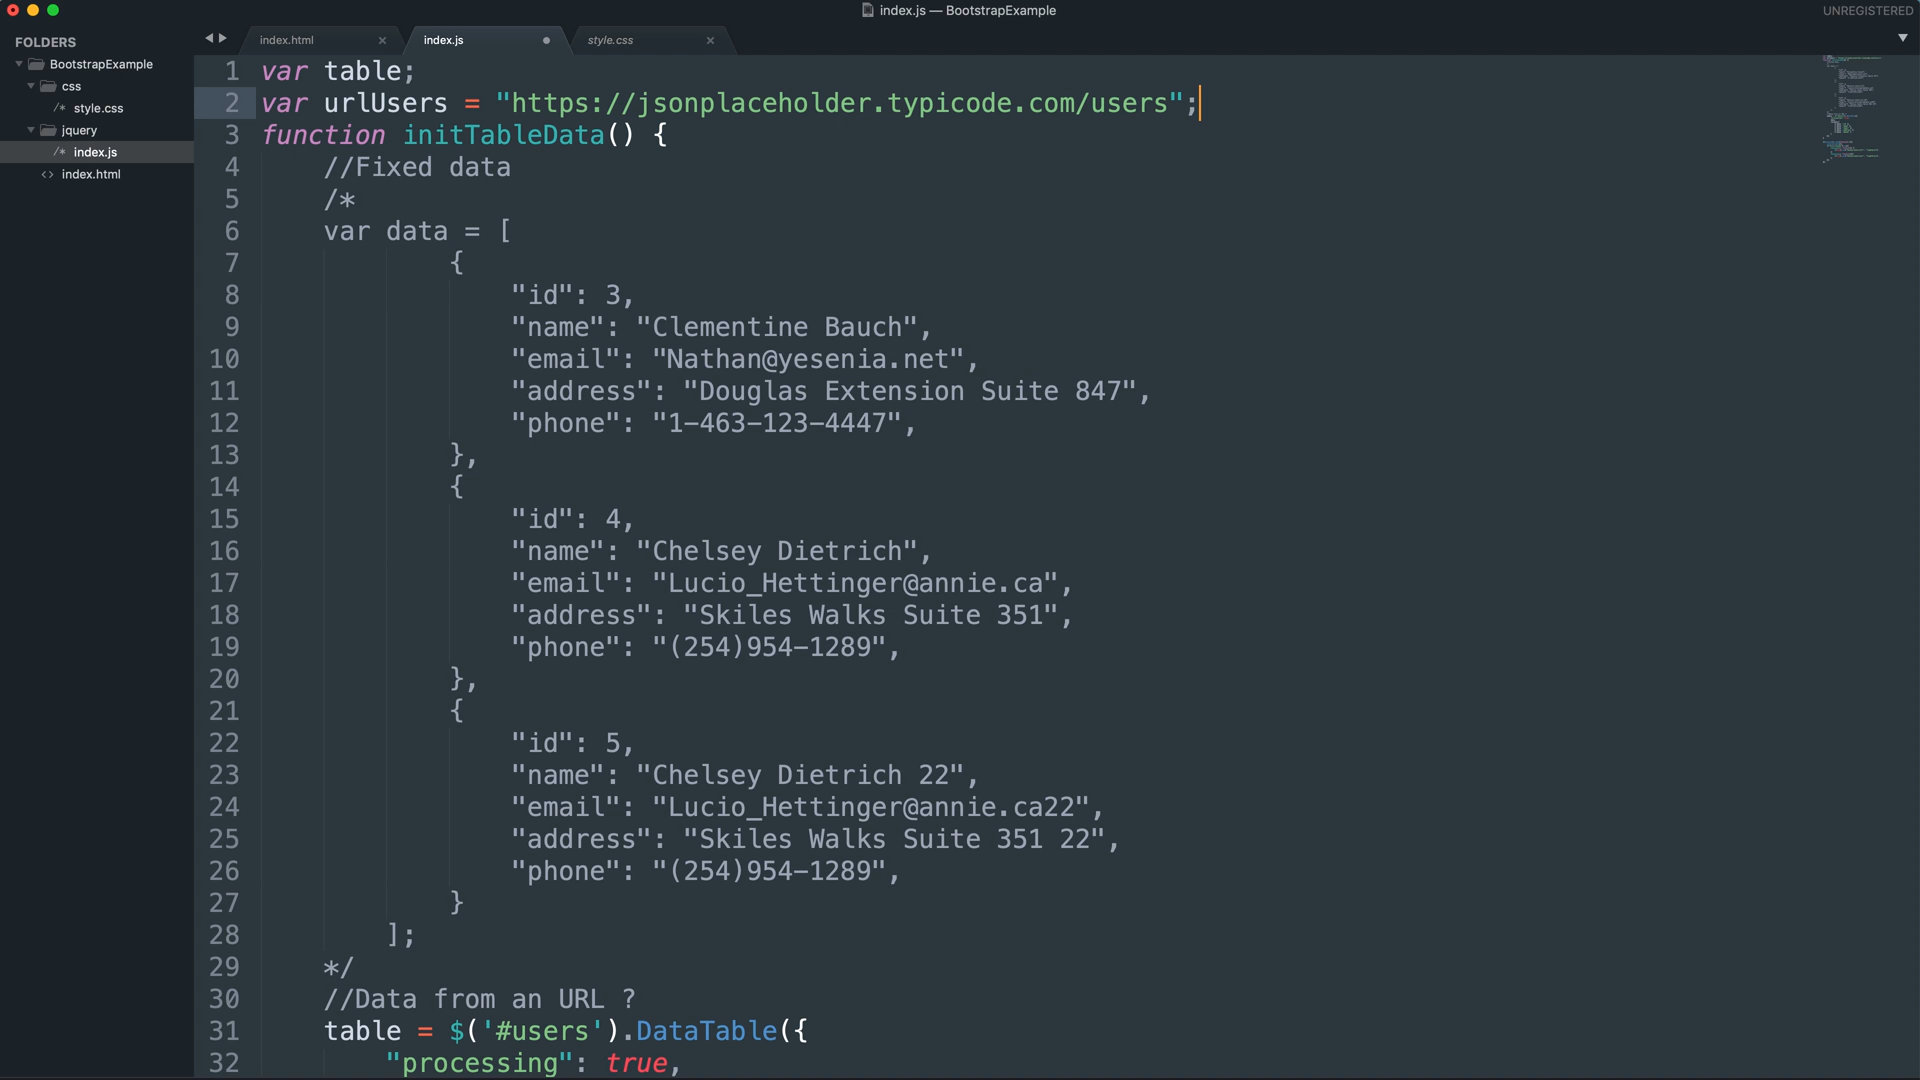 index.js — BootstrapExample
UNREGISTERED
FOLDERS
BootstrapExample
css
/* style.css
jquery
/* index.js
<> index.html
index.html
index.js
style.css
1 var table;
2 var urlUsers = "https://jsonplaceholder.typicode.com/users";
3 function initTableData() {
4 //Fixed data
5 /*
6 var data = [
7 {
8 "id": 3,
9 "name": "Clementine Bauch",
10 "email": "Nathan@yesenia.net",
11 "address": "Douglas Extension Suite 847",
12 "phone": "1-463-123-4447",
13 },
14 {
15 "id": 4,
16 "name": "Chelsey Dietrich",
17 "email": "Lucio_Hettinger@annie.ca",
18 "address": "Skiles Walks Suite 351",
19 "phone": "(254)954-1289",
20 },
21 {
22 "id": 5,
23 "name": "Chelsey Dietrich 22",
24 "email": "Lucio_Hettinger@annie.ca22",
25 "address": "Skiles Walks Suite 351 22",
26 "phone": "(254)954-1289",
27 }
28 ];
29 */
30 //Data from an URL ?
31 table = $('#users').DataTable({
32 "processing": true,